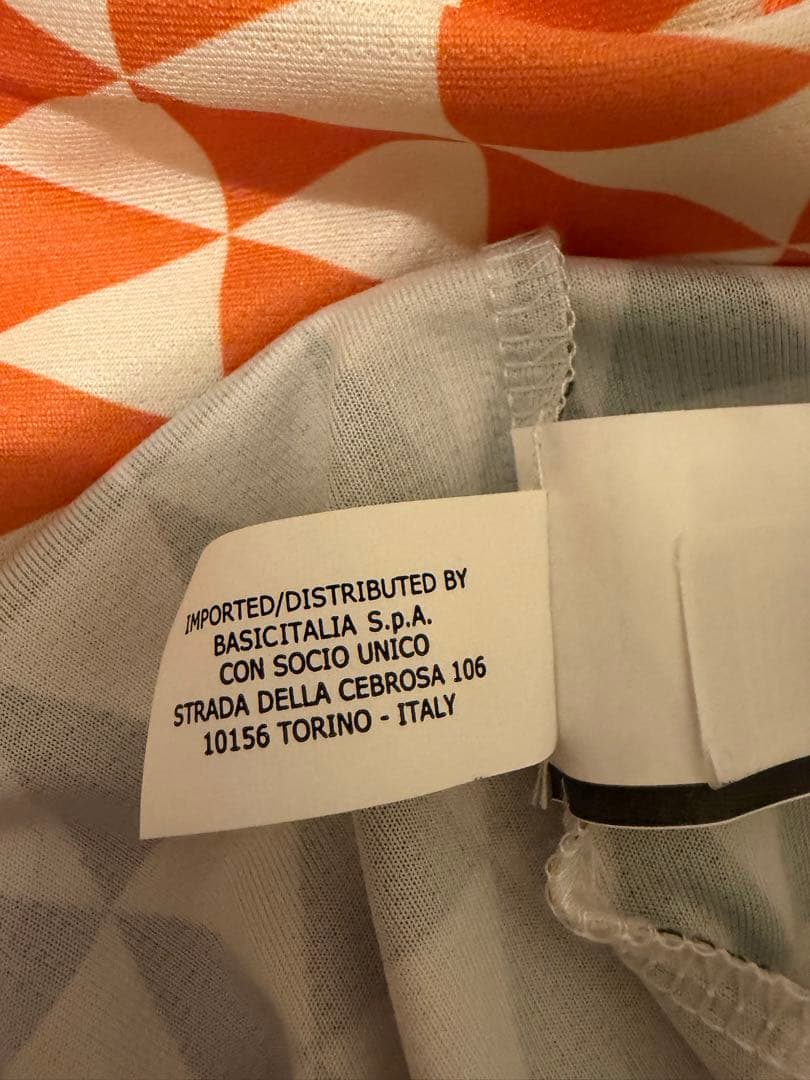 IMPORTED/DISTRIBUTED BY
BASICITALIA S.p.A.
CON SOCIO UNICO
STRADA DELLA CEBROSA 106
10156 TORINO - ITALY